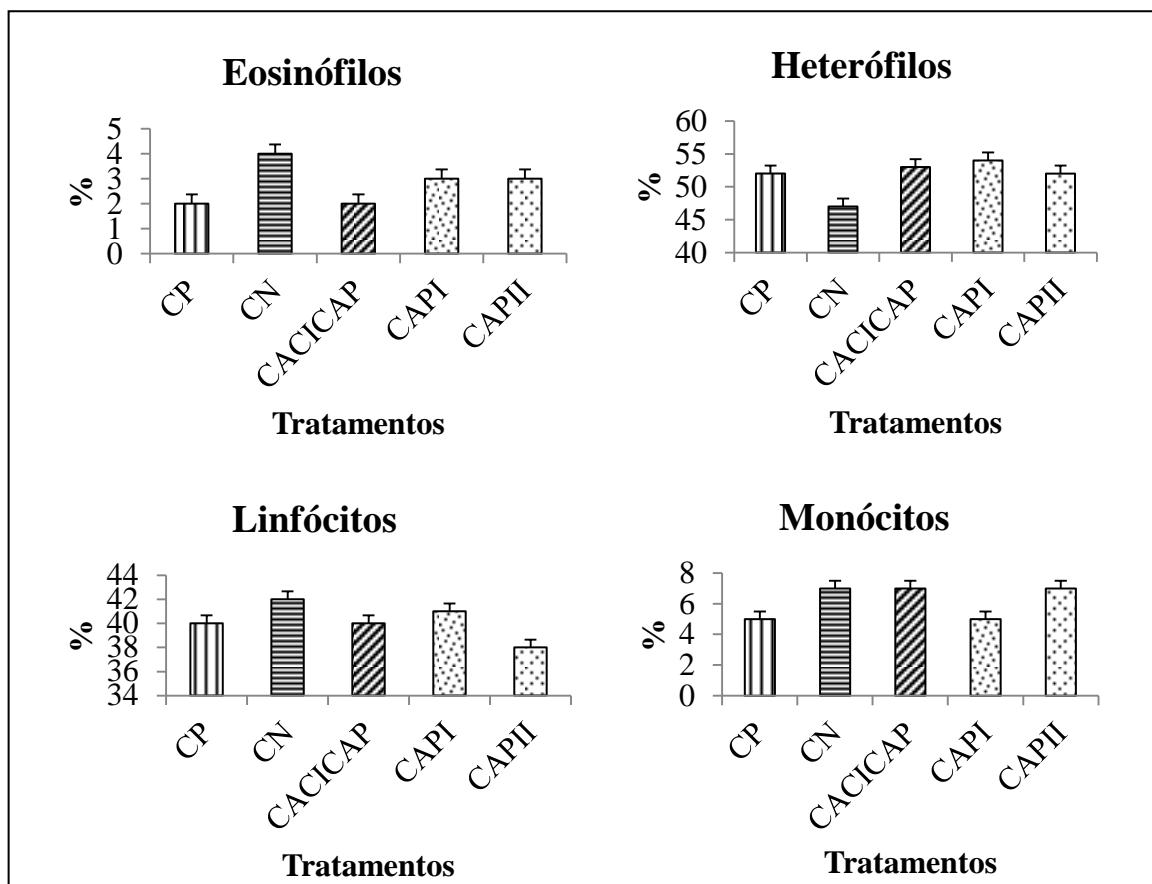 Eosinófilos
5
4
3
2
1
0
%
CP
CN
CACICAP
CAPI
CAPII
Tratamentos
Heterófilos
60
55
50
45
40
%
CP
CN
CACICAP
CAPI
CAPII
Tratamentos
Linfócitos
44
42
40
38
36
34
%
CP
CN
CACICAP
CAPI
CAPII
Tratamentos
Monócitos
8
6
4
2
0
%
CP
CN
CACICAP
CAPI
CAPII
Tratamentos